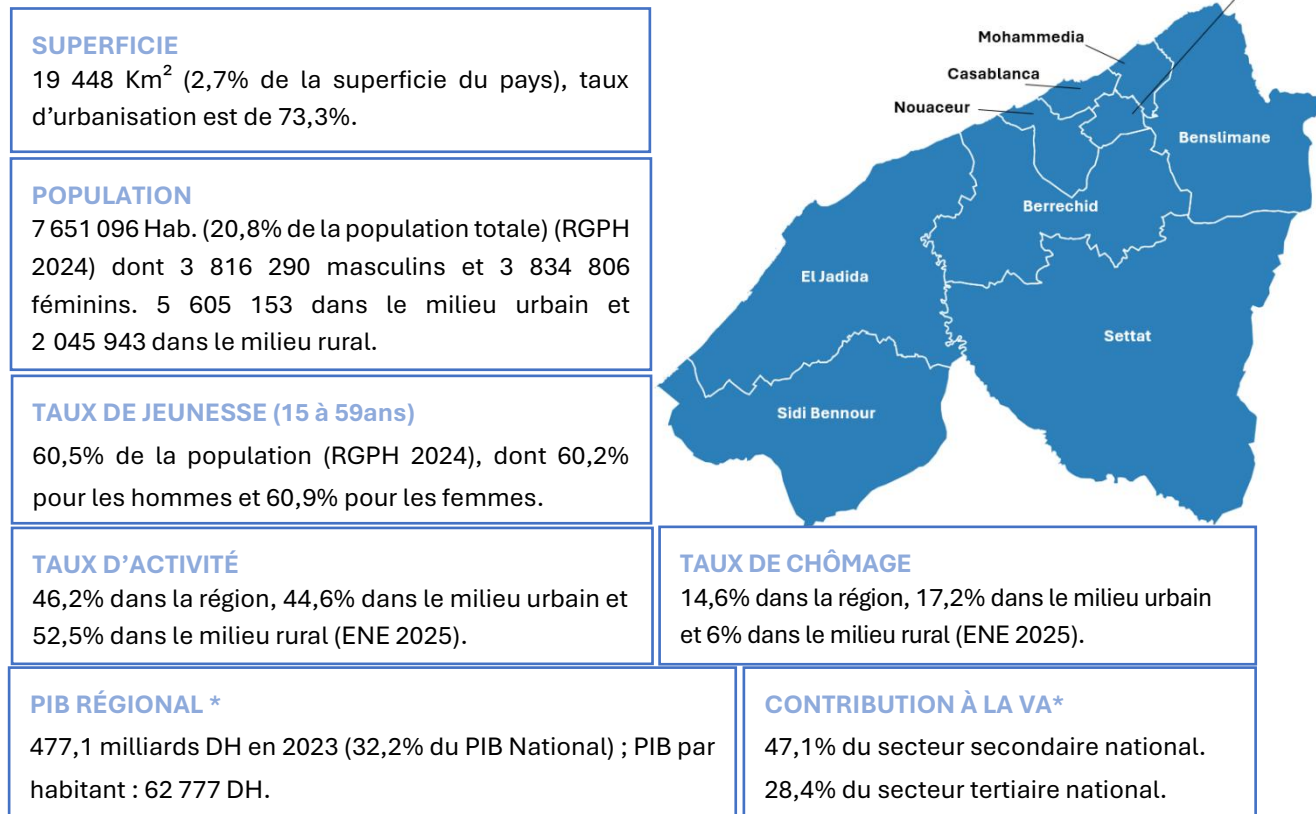 SUPERFICIE
19 448 Km² (2,7% de la superficie du pays), taux
d’urbanisation est de 73,3%.
POPULATION
7 651 096 Hab. (20,8% de la population totale) (RGPH
2024) dont 3 816 290 masculins et 3 834 806
féminins. 5 605 153 dans le milieu urbain et
2 045 943 dans le milieu rural.
TAUX DE JEUNESSE (15 à 59ans)
60,5% de la population (RGPH 2024), dont 60,2%
pour les hommes et 60,9% pour les femmes.
Mohammedia
Casablanca
Nouaceur
Benslimane
Berrechid
El Jadida
Settat
Sidi Bennour
TAUX D’ACTIVITÉ
46,2% dans la région, 44,6% dans le milieu urbain et
52,5% dans le milieu rural (ENE 2025).
TAUX DE CHÔMAGE
14,6% dans la région, 17,2% dans le milieu urbain
et 6% dans le milieu rural (ENE 2025).
PIB RÉGIONAL *
477,1 milliards DH en 2023 (32,2% du PIB National) ; PIB par
habitant : 62 777 DH.
CONTRIBUTION À LA VA*
47,1% du secteur secondaire national.
28,4% du secteur tertiaire national.